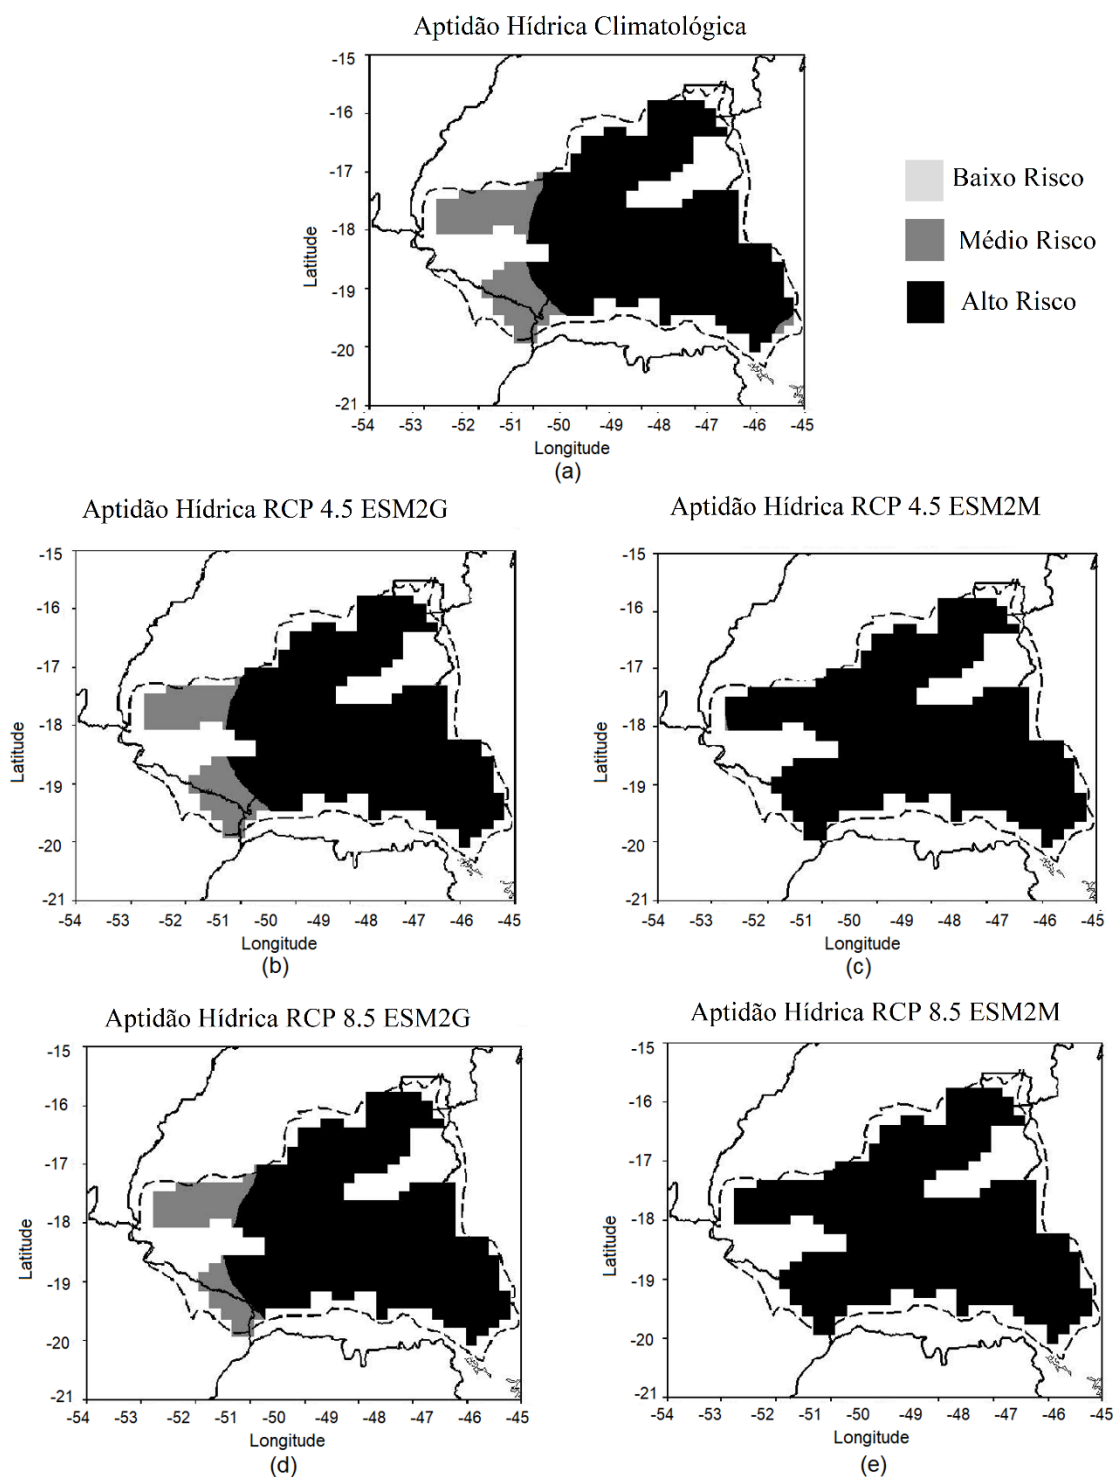 Aptidão Hídrica Climatológica
-15
-16
-17
-18
-19
-20
-21
Latitude
-54 -53 -52 -51 -50 -49 -48 -47 -46 -45
Longitude
(a)
Baixo Risco
Médio Risco
Alto Risco
Aptidão Hídrica RCP 4.5 ESM2G
-15
-16
-17
-18
-19
-20
-21
Latitude
-54 -53 -52 -51 -50 -49 -48 -47 -46 -45
Longitude
(b)
Aptidão Hídrica RCP 4.5 ESM2M
-15
-16
-17
-18
-19
-20
-21
Latitude
-54 -53 -52 -51 -50 -49 -48 -47 -46 -45
Longitude
(c)
Aptidão Hídrica RCP 8.5 ESM2G
-15
-16
-17
-18
-19
-20
-21
Latitude
-54 -53 -52 -51 -50 -49 -48 -47 -46 -45
Longitude
(d)
Aptidão Hídrica RCP 8.5 ESM2M
-15
-16
-17
-18
-19
-20
-21
Latitude
-54 -53 -52 -51 -50 -49 -48 -47 -46 -45
Longitude
(e)